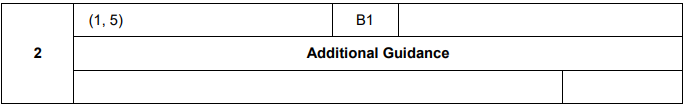 (1, 5) B1
2
Additional Guidance